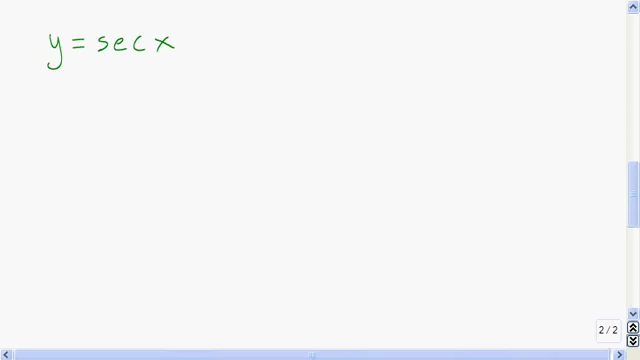 y = sec x
2 / 2